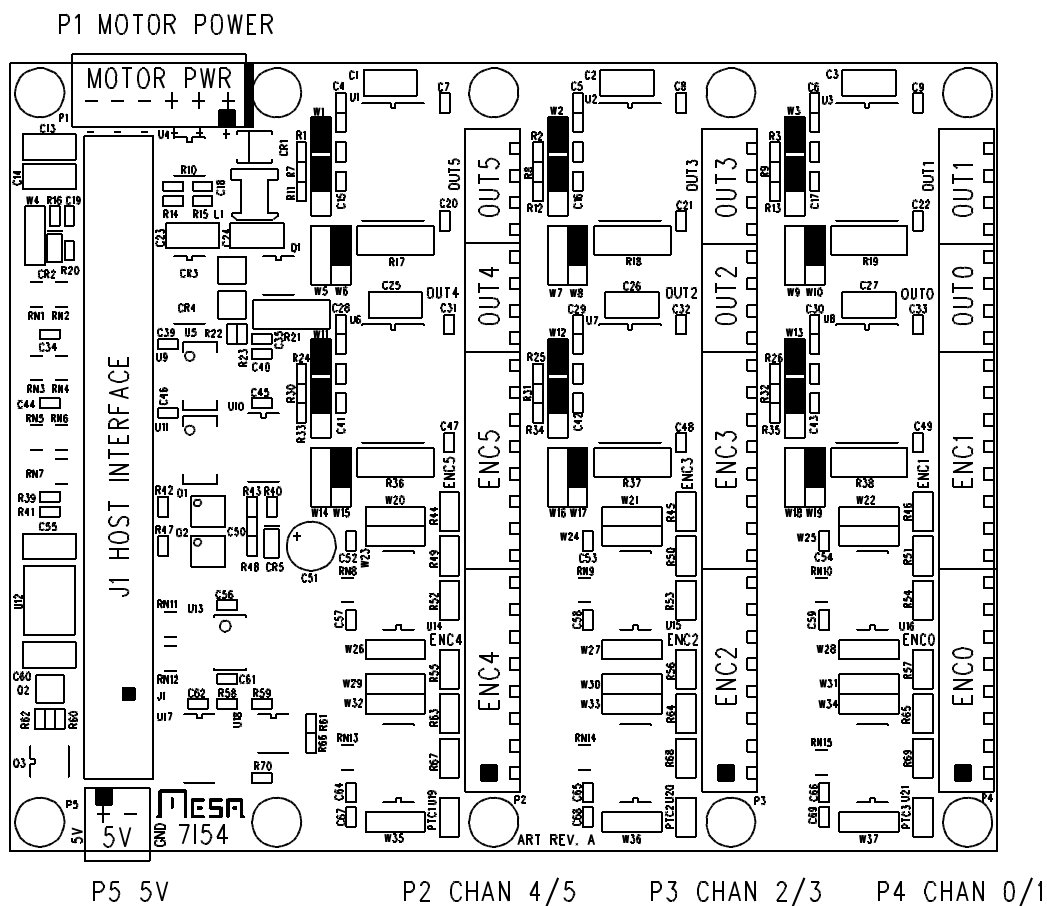 P1 MOTOR POWER
MOTOR PWR
- - - + + +
P1
- - - + + +
C1 C7 C2 C8 C3 C9
C4 U1 C5 U2 C6 U3
C13 U4 W1 W2 W3
C14 CR1 R1 R2 R3
R10 R7 R8 R9
C18 R11 R12 R13
W4 R16 C19 R14 R15 L1 C15 C16 C17
OUT5 OUT5 OUT3 OUT3 OUT1 OUT1
C20 C21 C22
C23 C24 Q1
CR2 R20 CR3 R17 R18 R19
W5 W6 W7 W8 W9 W10
CR4 C25 C26 C27
OUT4 OUT4 OUT2 OUT2 OUT0 OUT0
RN1 RN2 C28 C31 C29 C32 C30 C33
U6 U7 U8
C34 C39 U5 R22 R21 C35 W11 W12 W13
U9 R23 C40 R24 R25 R26
RN3 RN4 R30 R31 R32
C44 C46 C45 U10
RN5 RN6 U11 R33 C41 R34 C42 R35 C43
J1 HOST INTERFACE
C47 C48 C49
RN7 ENC5 ENC5 ENC3 ENC3 ENC1 ENC1
R36 R37 R38
R39 R42 Q1 R43 R40
R41 W14 W15 W20 W16 W17 W21 W18 W19 W22
R44 R45 R46
C55 R47 Q2 C50 + C52 W23 W24 C53 W25 C54
R48 CR5 C51 R49 R50 R51
RN8 RN9 RN10
U12 RN11 U13 C56 R52 R53 R54
C57 U14 C58 U15 C59 U16
ENC4 ENC4 ENC2 ENC2 ENC0 ENC0
W26 W27 W28
C60 RN12 C61 R55 R56 R57
Q2 J1 C62 R58 R59 W29 W30 W31
R62 R60 U17 U18 R61 W32 W33 W34
R63 R64 R65
R66 RN13 RN14 RN15
Q3 R70 R67 R68 R69
C64 C65 C66
P5 + - MESA C67 PTC1 U19 P2 C68 PTC2 U20 P3 C69 PTC3 U21 P4
5V 5V GND 7154 W35 ART REV. A W36 W37
P5 5V P2 CHAN 4/5 P3 CHAN 2/3 P4 CHAN 0/1